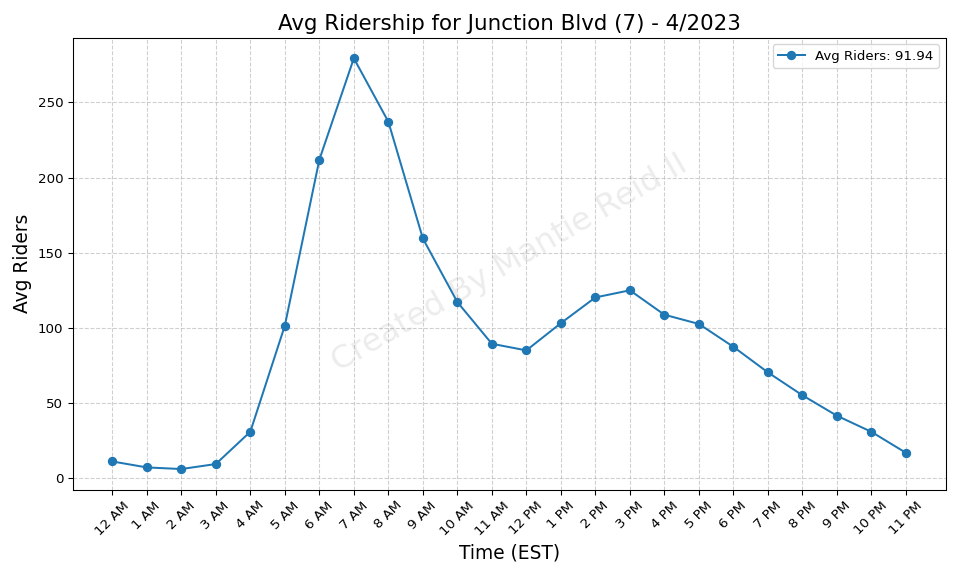 Avg Ridership for Junction Blvd (7) - 4/2023
Avg Riders: 91.94
Avg Riders
250
200
150
100
50
0
Created By Mantie Reid II
12 AM
1 AM
2 AM
3 AM
4 AM
5 AM
6 AM
7 AM
8 AM
9 AM
10 AM
11 AM
12 PM
1 PM
2 PM
3 PM
4 PM
5 PM
6 PM
7 PM
8 PM
9 PM
10 PM
11 PM
Time (EST)